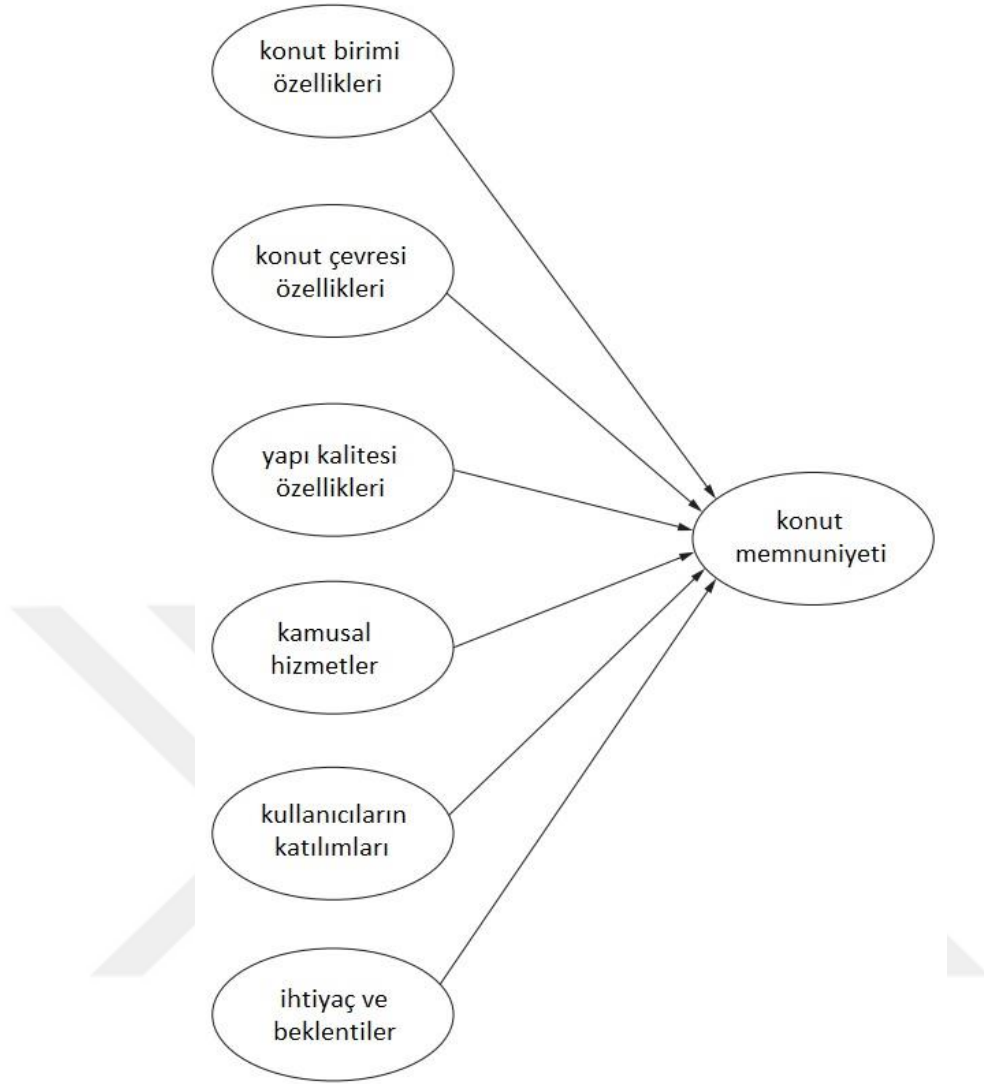 konut birimi
özellikleri
konut çevresi
özellikleri
yapı kalitesi
özellikleri
konut
memnuniyeti
kamusal
hizmetler
kullanıcıların
katılımları
ihtiyaç ve
beklentiler